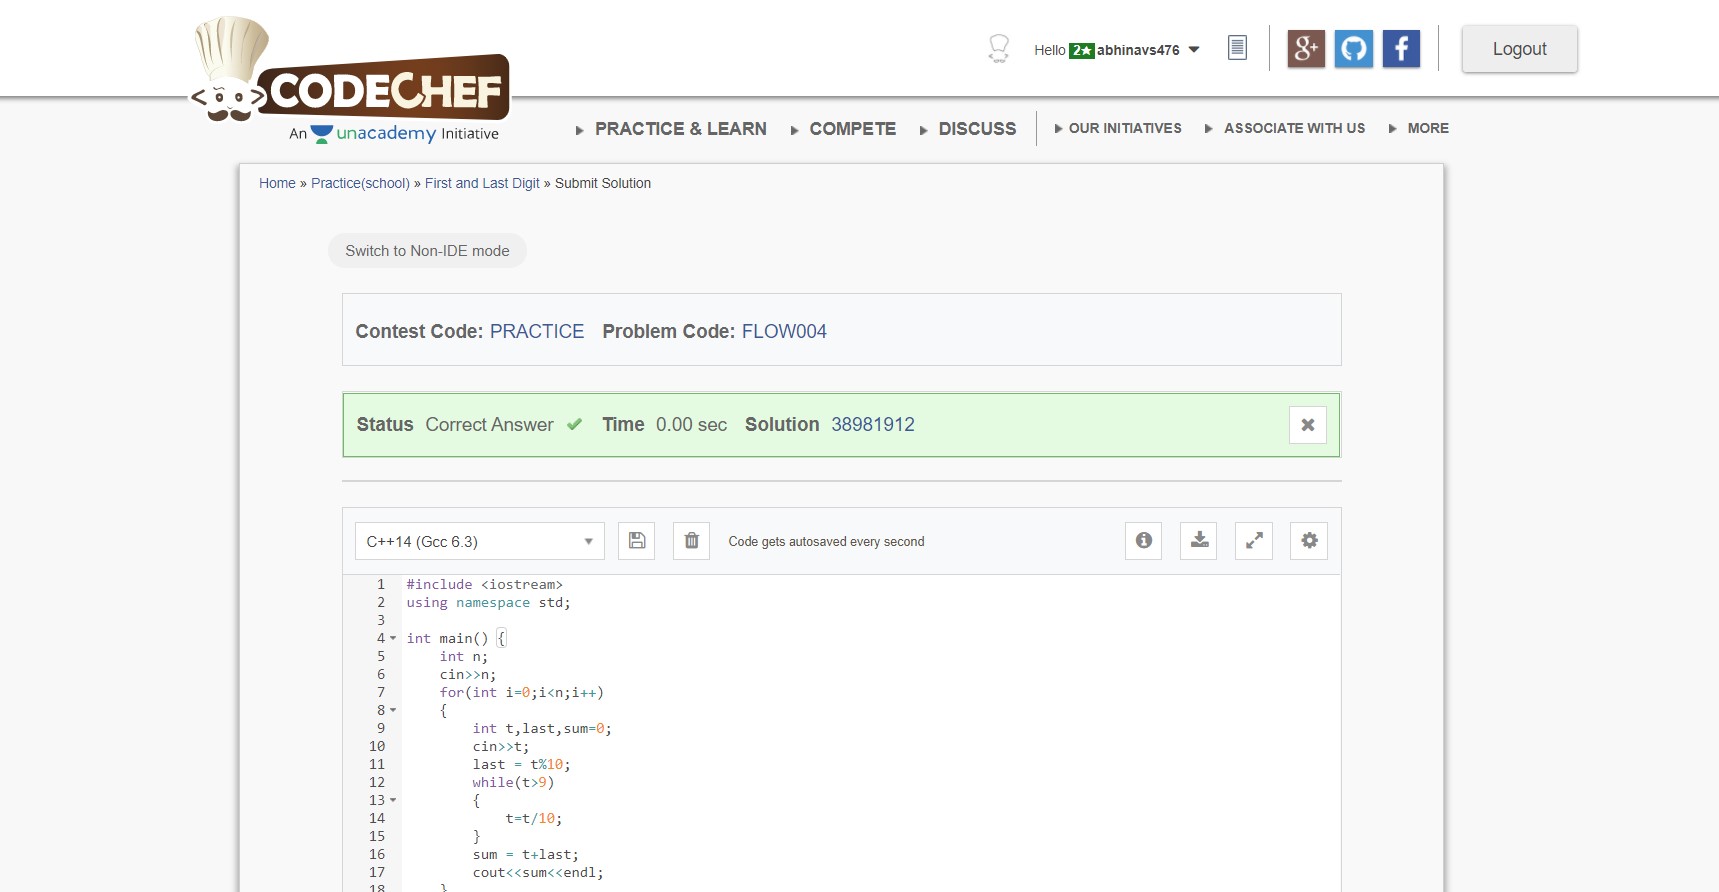 CODECHEF
An unacademy Initiative
Hello 2★ abhinavs476
g+ f Logout
PRACTICE & LEARN COMPETE DISCUSS OUR INITIATIVES ASSOCIATE WITH US MORE
Home » Practice(school) » First and Last Digit » Submit Solution
Switch to Non-IDE mode
Contest Code: PRACTICE Problem Code: FLOW004
Status Correct Answer ✔ Time 0.00 sec Solution 38981912
C++14 (Gcc 6.3) Code gets autosaved every second
1 #include <iostream>
2 using namespace std;
3
4 int main() {
5 int n;
6 cin>>n;
7 for(int i=0;i<n;i++)
8 {
9 int t,last,sum=0;
10 cin>>t;
11 last = t%10;
12 while(t>9)
13 {
14 t=t/10;
15 }
16 sum = t+last;
17 cout<<sum<<endl;
18 }